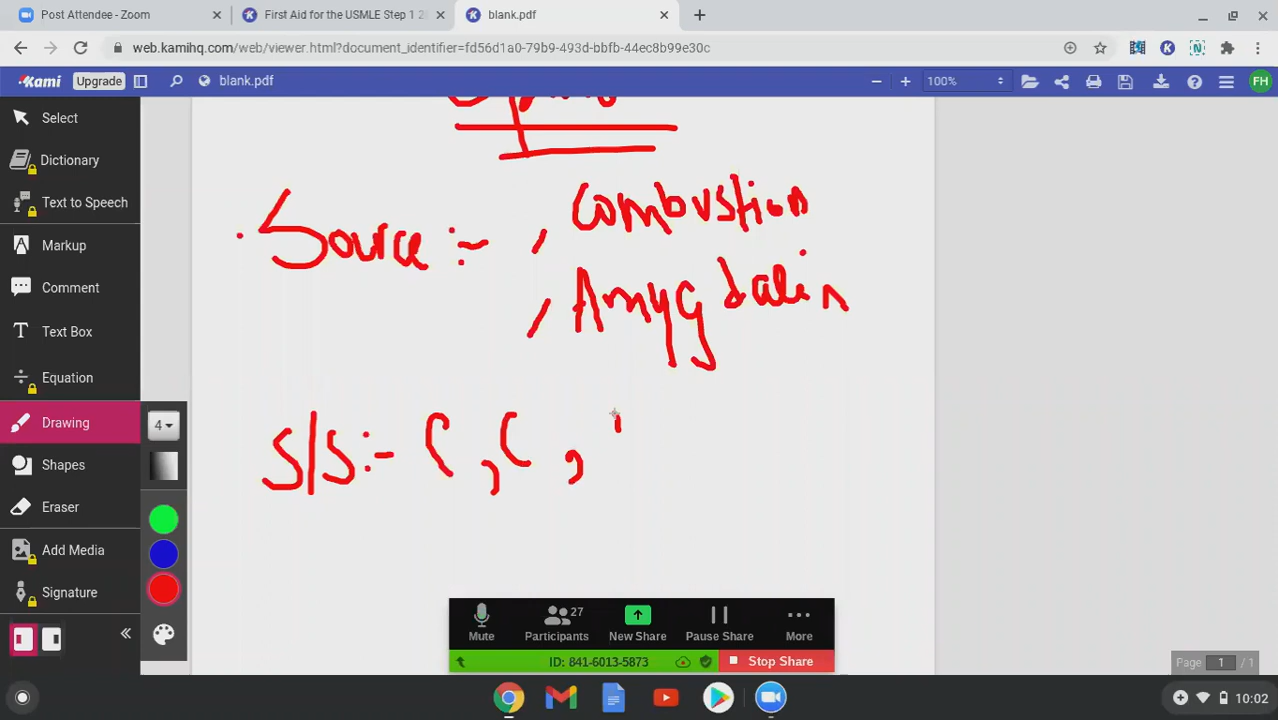 Post Attendee - Zoom
First Aid for the USMLE Step 1 2
blank.pdf
web.kamihq.com/web/viewer.html?document_identifier=fd56d1a0-79b9-493d-bbfb-44ec8b99e30c
Kami Upgrade blank.pdf 100% FH
Select
Dictionary
Text to Speech
Markup
Comment
Text Box
Equation
Drawing
4
Shapes
Eraser
Add Media
Signature
Source :- , Combustion
, Amygdalin
S/S :- C, C,
27
Mute Participants New Share Pause Share More
ID: 841-6013-5873 Stop Share
Page 1 / 1
10:02